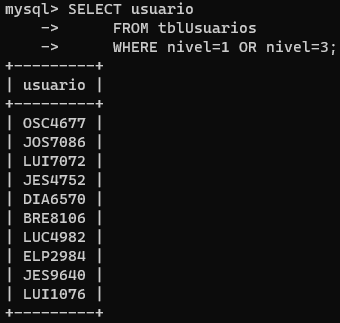 mysql> SELECT usuario
    ->      FROM tblUsuarios
    ->      WHERE nivel=1 OR nivel=3;
+---------+
| usuario |
+---------+
| OSC4677 |
| JOS7086 |
| LUI7072 |
| JES4752 |
| DIA6570 |
| BRE8106 |
| LUC4982 |
| ELP2984 |
| JES9640 |
| LUI1076 |
+---------+